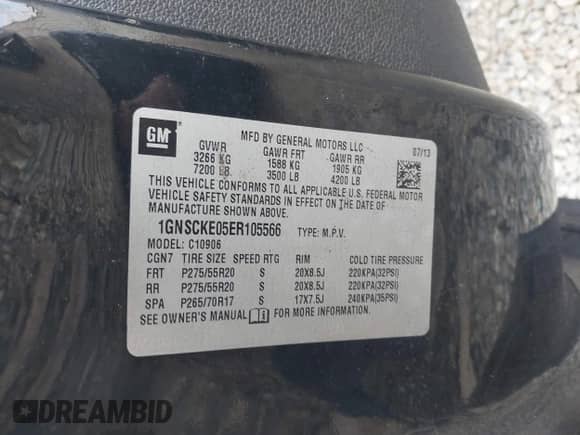 GM
MFD BY GENERAL MOTORS LLC
07/13
GVWR GAWR FRT GAWR RR
3266 KG 1588 KG 1905 KG
7200 LB 3500 LB 4200 LB
THIS VEHICLE CONFORMS TO ALL APPLICABLE U.S. FEDERAL MOTOR
VEHICLE SAFETY STANDARDS IN EFFECT ON THE DATE OF
MANUFACTURE SHOWN ABOVE.
1GNSCKE05ER105566 TYPE: M.P.V.
MODEL: C10906
CGN7 TIRE SIZE SPEED RTG RIM COLD TIRE PRESSURE
FRT P275/55R20 S 20X8.5J 220KPA(32PSI)
RR P275/55R20 S 20X8.5J 220KPA(32PSI)
SPA P265/70R17 S 17X7.5J 240KPA(35PSI)
SEE OWNER'S MANUAL FOR MORE INFORMATION.
DREAMBID